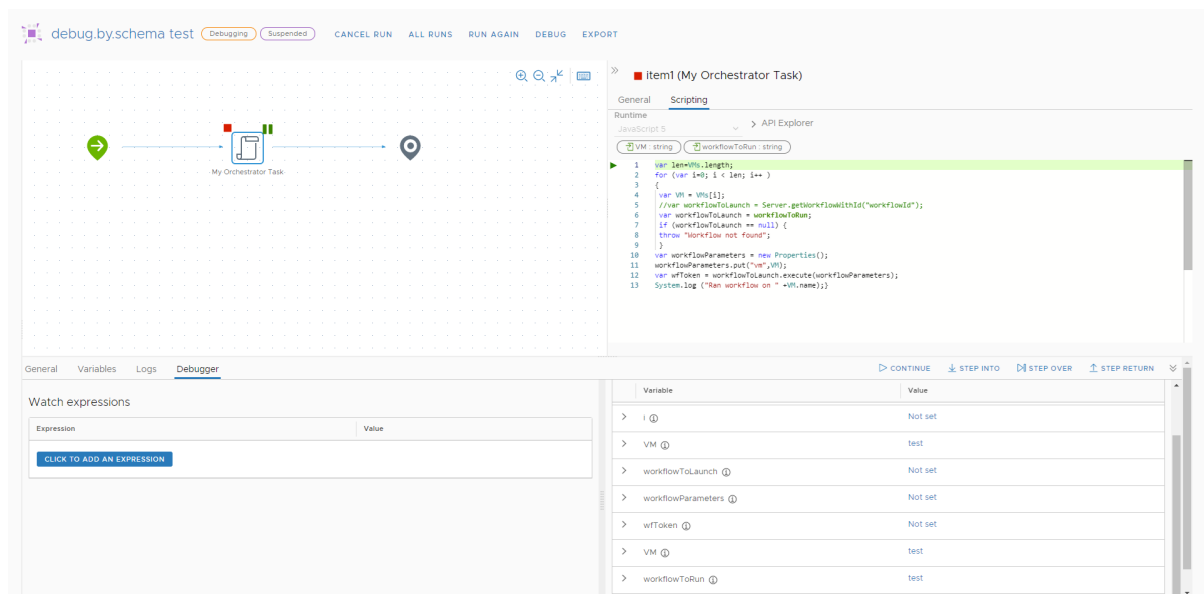 debug.by.schema test Debugging Suspended CANCEL RUN ALL RUNS RUN AGAIN DEBUG EXPORT
My Orchestrator Task
item1 (My Orchestrator Task)
General Scripting
Runtime
JavaScript 5 API Explorer
VM : string workflowToRun : string
1 var len=VMs.length;
2 for (var i=0; i < len; i++ )
3 {
4 var VM = VMs[i];
5 //var workflowToLaunch = Server.getWorkflowWithId("workflowId");
6 var workflowToLaunch = workflowToRun;
7 if (workflowToLaunch == null) {
8 throw "Workflow not found";
9 }
10 var workflowParameters = new Properties();
11 workflowParameters.put("vm",VM);
12 var wfToken = workflowToLaunch.execute(workflowParameters);
13 System.log ("Ran workflow on " +VM.name);}
General Variables Logs Debugger
CONTINUE STEP INTO STEP OVER STEP RETURN
Watch expressions
Expression Value
CLICK TO ADD AN EXPRESSION
Variable Value
i Not set
VM test
workflowToLaunch Not set
workflowParameters Not set
wfToken Not set
VM test
workflowToRun test